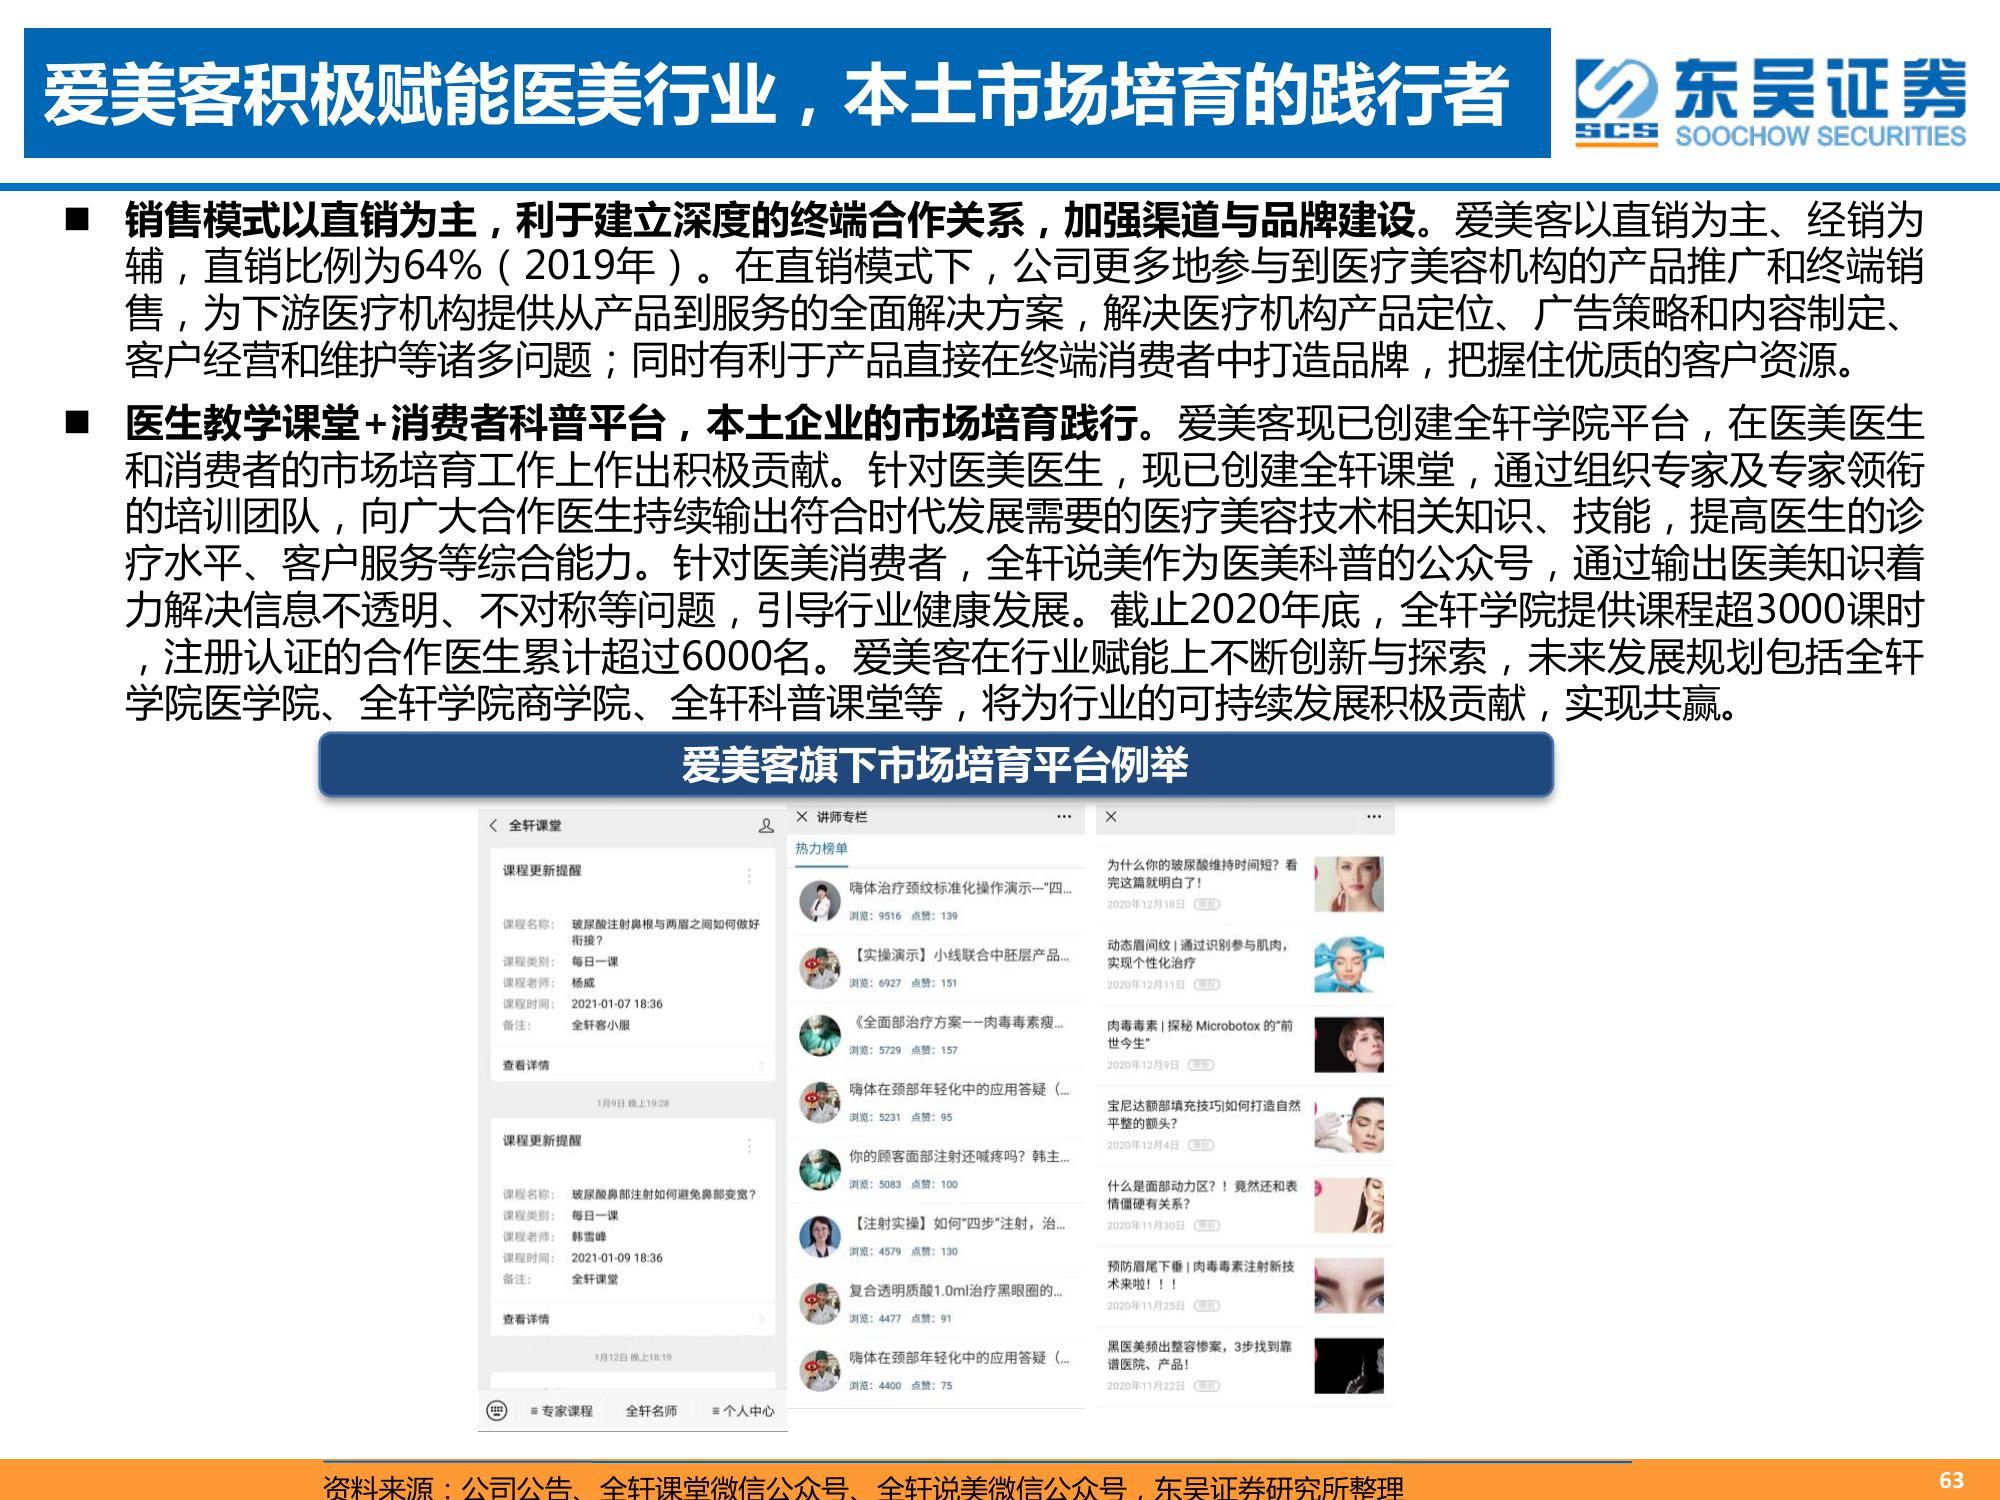 爱美客积极赋能医美行业，本土市场培育的践行者
东吴证券
SCS
SOOCHOW SECURITIES
■ 销售模式以直销为主，利于建立深度的终端合作关系，加强渠道与品牌建设。爱美客以直销为主、经销为
辅，直销比例为64%（2019年）。在直销模式下，公司更多地参与到医疗美容机构的产品推广和终端销
售，为下游医疗机构提供从产品到服务的全面解决方案，解决医疗机构产品定位、广告策略和内容制定、
客户经营和维护等诸多问题；同时有利于产品直接在终端消费者中打造品牌，把握住优质的客户资源。
■ 医生教学课堂+消费者科普平台，本土企业的市场培育践行。爱美客现已创建全轩学院平台，在医美医生
和消费者的市场培育工作上作出积极贡献。针对医美医生，现已创建全轩课堂，通过组织专家及专家领衔
的培训团队，向广大合作医生持续输出符合时代发展需要的医疗美容技术相关知识、技能，提高医生的诊
疗水平、客户服务等综合能力。针对医美消费者，全轩说美作为医美科普的公众号，通过输出医美知识着
力解决信息不透明、不对称等问题，引导行业健康发展。截止2020年底，全轩学院提供课程超3000课时
，注册认证的合作医生累计超过6000名。爱美客在行业赋能上不断创新与探索，未来发展规划包括全轩
学院医学院、全轩学院商学院、全轩科普课堂等，将为行业的可持续发展积极贡献，实现共赢。
爱美客旗下市场培育平台例举
全轩课堂
课程更新提醒
课程名称： 玻尿酸注射鼻根与两眉之间如何做好
衔接？
课程类别： 每日一课
课程老师： 杨威
课程时间： 2021-01-07 18:36
备注： 全轩客小服
查看详情
1月9日 晚上19:28
课程更新提醒
课程名称： 玻尿酸鼻部注射如何避免鼻部变宽？
课程类别： 每日一课
课程老师： 韩雪峰
课程时间： 2021-01-09 18:36
备注： 全轩课堂
查看详情
1月12日 晚上18:19
≡ 专家课程 全轩名师 ≡ 个人中心
× 讲师专栏 ···
热力榜单
嗨体治疗颈纹标准化操作演示—“四...
浏览：9516 点赞：139
【实操演示】小线联合中胚层产品...
浏览：6927 点赞：151
《全面部治疗方案——肉毒毒素瘦...
浏览：5729 点赞：157
嗨体在颈部年轻化中的应用答疑（...
浏览：5231 点赞：95
你的顾客面部注射还喊疼吗？韩主...
浏览：5083 点赞：100
【注射实操】如何“四步”注射，治...
浏览：4579 点赞：130
复合透明质酸1.0ml治疗黑眼圈的...
浏览：4477 点赞：91
嗨体在颈部年轻化中的应用答疑（...
浏览：4400 点赞：75
× ···
为什么你的玻尿酸维持时间短？看
完这篇就明白了！
2020年12月18日 原创
动态眉间纹 | 通过识别参与肌肉，
实现个性化治疗
2020年12月11日 原创
肉毒毒素 | 探秘 Microbotox 的“前
世今生”
2020年12月9日 原创
宝尼达额部填充技巧|如何打造自然
平整的额头？
2020年12月4日 原创
什么是面部动力区？！竟然还和表
情僵硬有关系？
2020年11月30日 原创
预防眉尾下垂 | 肉毒毒素注射新技
术来啦！！！
2020年11月25日 原创
黑医美频出整容惨案，3步找到靠
谱医院、产品！
2020年11月22日 原创
资料来源：公司公告、全轩课堂微信公众号、全轩说美微信公众号，东吴证券研究所整理
63